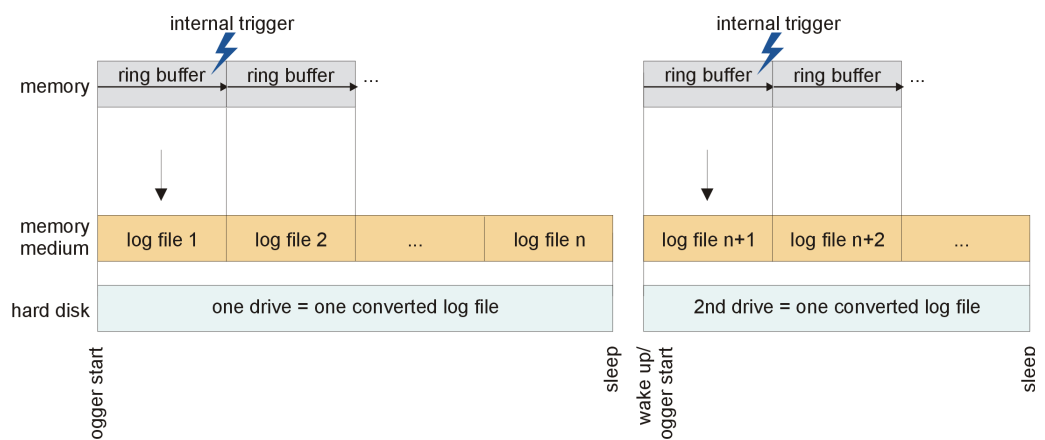 internal trigger
internal trigger
memory
ring buffer
ring buffer
...
ring buffer
ring buffer
...
memory
medium
log file 1
log file 2
...
log file n
log file n+1
log file n+2
...
hard disk
one drive = one converted log file
2nd drive = one converted log file
ogger start
sleep
wake up/
ogger start
sleep